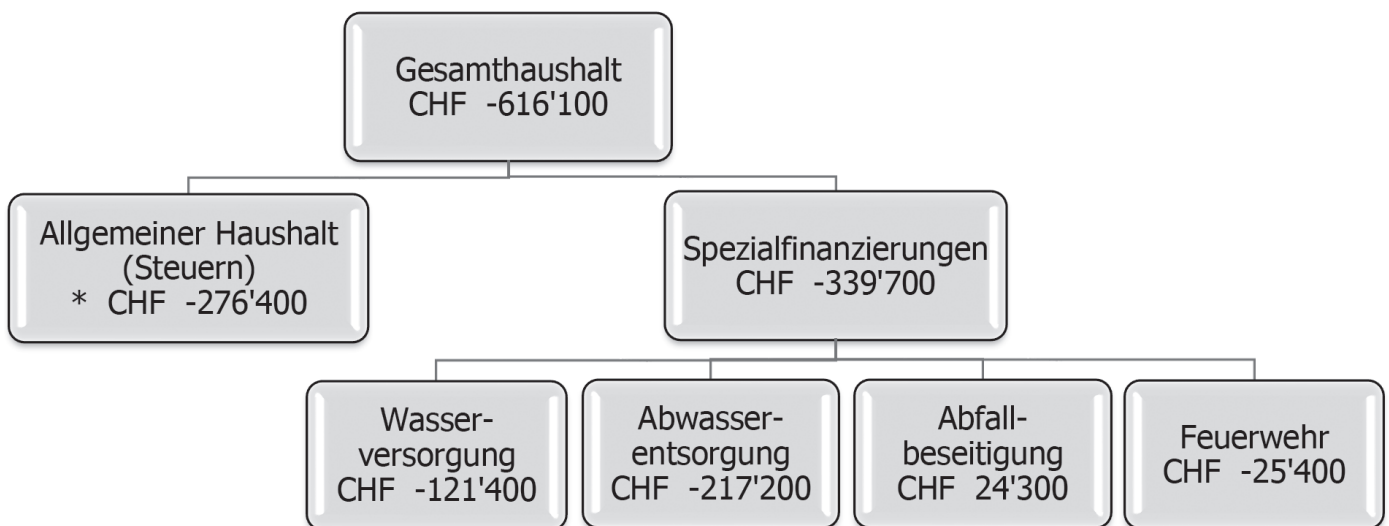 Gesamthaushalt
CHF -616'100
Allgemeiner Haushalt
(Steuern)
* CHF -276'400
Spezialfinanzierungen
CHF -339'700
Wasser-
versorgung
CHF -121'400
Abwasser-
entsorgung
CHF -217'200
Abfall-
beseitigung
CHF 24'300
Feuerwehr
CHF -25'400